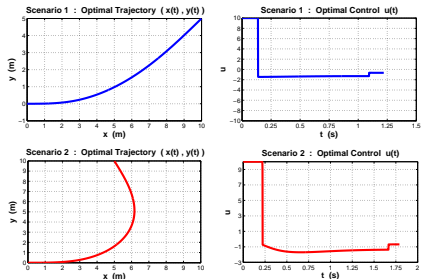 Scenario 1 : Optimal Trajectory ( x(t) , y(t) )
5
4
3
2
1
0
−1
y (m)
0 1 2 3 4 5 6 7 8 9 10
x (m)
Scenario 1 : Optimal Control u(t)
10
8
6
4
2
0
−2
−4
−6
−8
−10
u
0 0.25 0.5 0.75 1 1.25 1.5
t (s)
Scenario 2 : Optimal Trajectory ( x(t) , y(t) )
10
9
8
7
6
5
4
3
2
1
0
y (m)
0 1 2 3 4 5 6 7 8 9 10
x (m)
Scenario 2 : Optimal Control u(t)
9
6
3
0
−3
u
0 0.25 0.5 0.75 1 1.25 1.5 1.75 2
t (s)